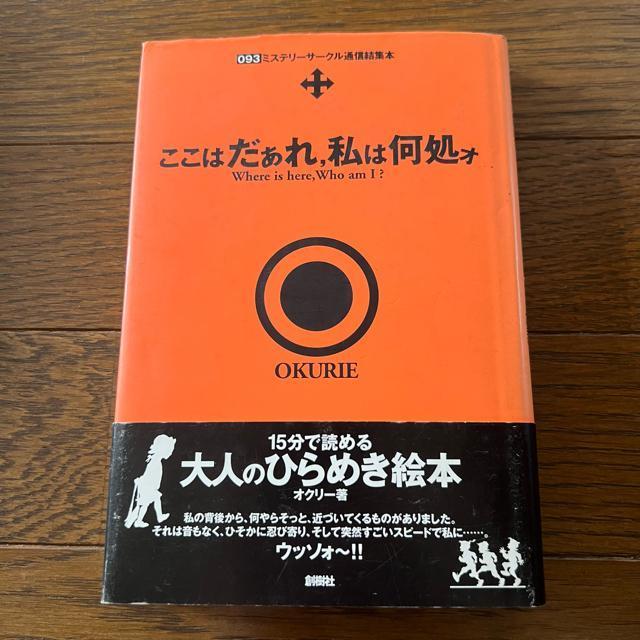 093ミステリーサークル通信結集本
ここはだぁれ,私は何処ォ
Where is here,Who am I?
OKURIE
15分で読める
大人のひらめき絵本
オクリー著
私の背後から、何やらそっと、近づいてくるものがありました。
それは音もなく、ひそかに忍び寄り、そして突然すごいスピードで私に……。
ウッソォ〜!!
創樹社